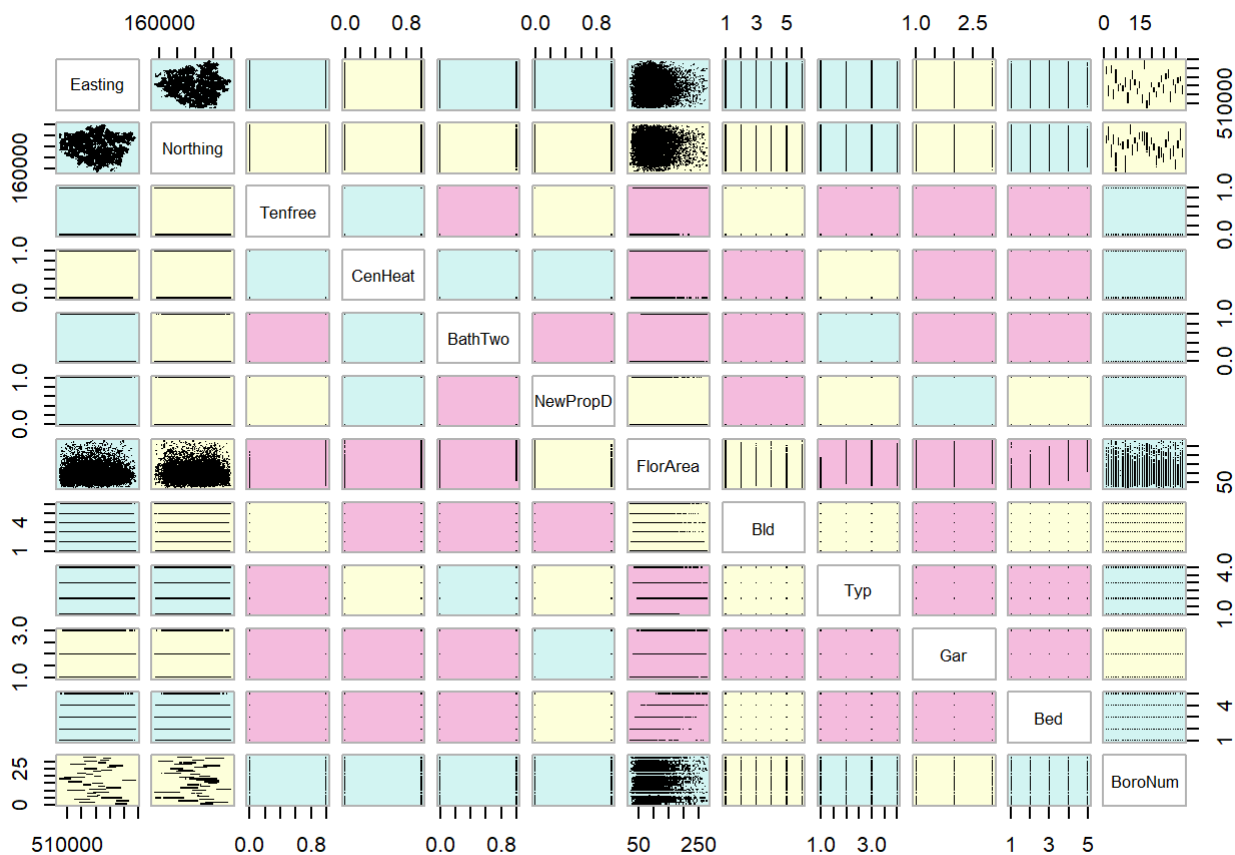 160000 0.0 0.8 0.0 0.8 1 3 5 1.0 2.5 0 15
Easting 510000
160000 Northing
Tenfree 0.0 1.0
0.0 1.0 CenHeat
BathTwo 0.0 1.0
0.0 1.0 NewPropD
FlorArea 50
1 4 Bld
Typ 1.0 4.0
1.0 3.0 Gar
Bed 1 4
0 25 BoroNum
510000 0.0 0.8 0.0 0.8 50 250 1.0 3.0 1 3 5